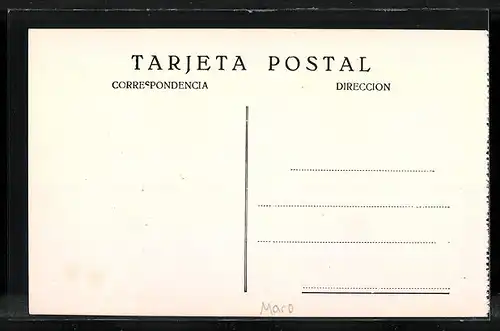 TARJETA POSTAL
CORRESPONDENCIA DIRECCION
Maro